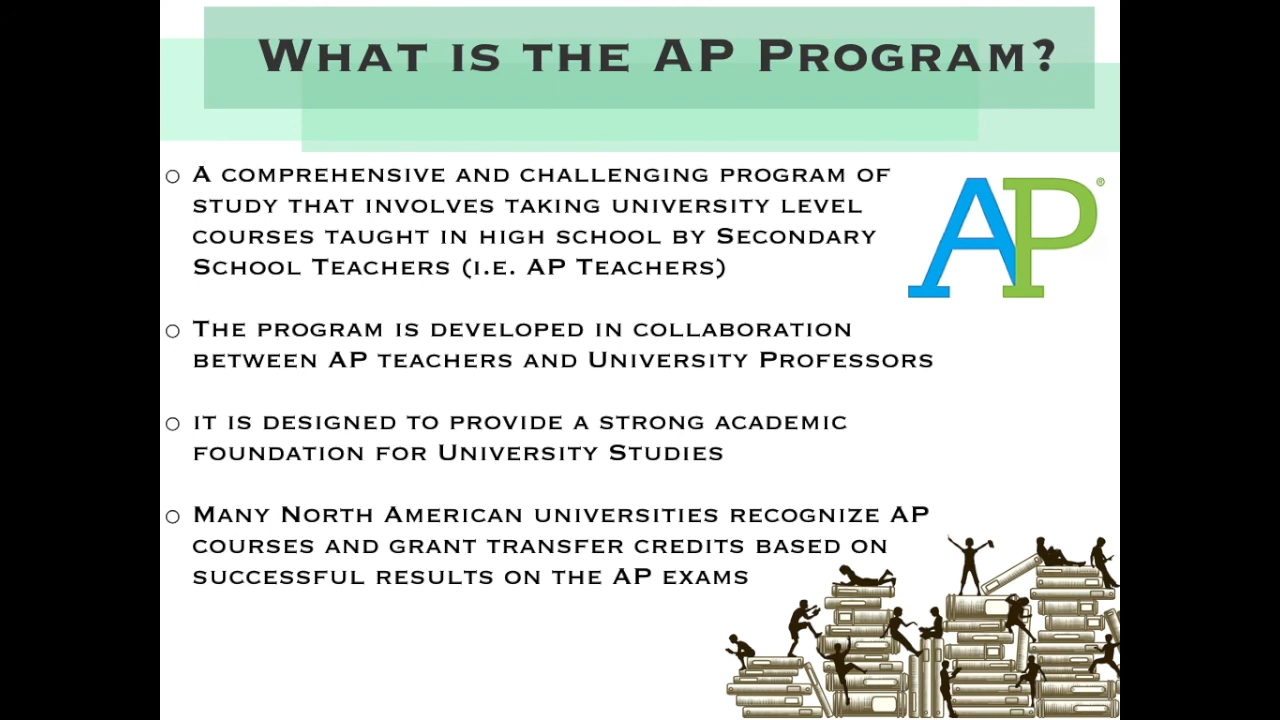 What is the AP Program?
A comprehensive and challenging program of
study that involves taking university level
courses taught in high school by Secondary
School Teachers (i.e. AP Teachers)
The program is developed in collaboration
between AP teachers and University Professors
it is designed to provide a strong academic
foundation for University Studies
Many North American universities recognize AP
courses and grant transfer credits based on
successful results on the AP exams
AP®